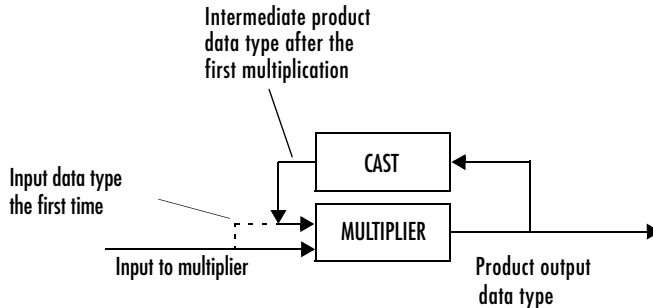 Intermediate product
data type after the
first multiplication
CAST
Input data type
the first time
MULTIPLIER
Input to multiplier
Product output
data type